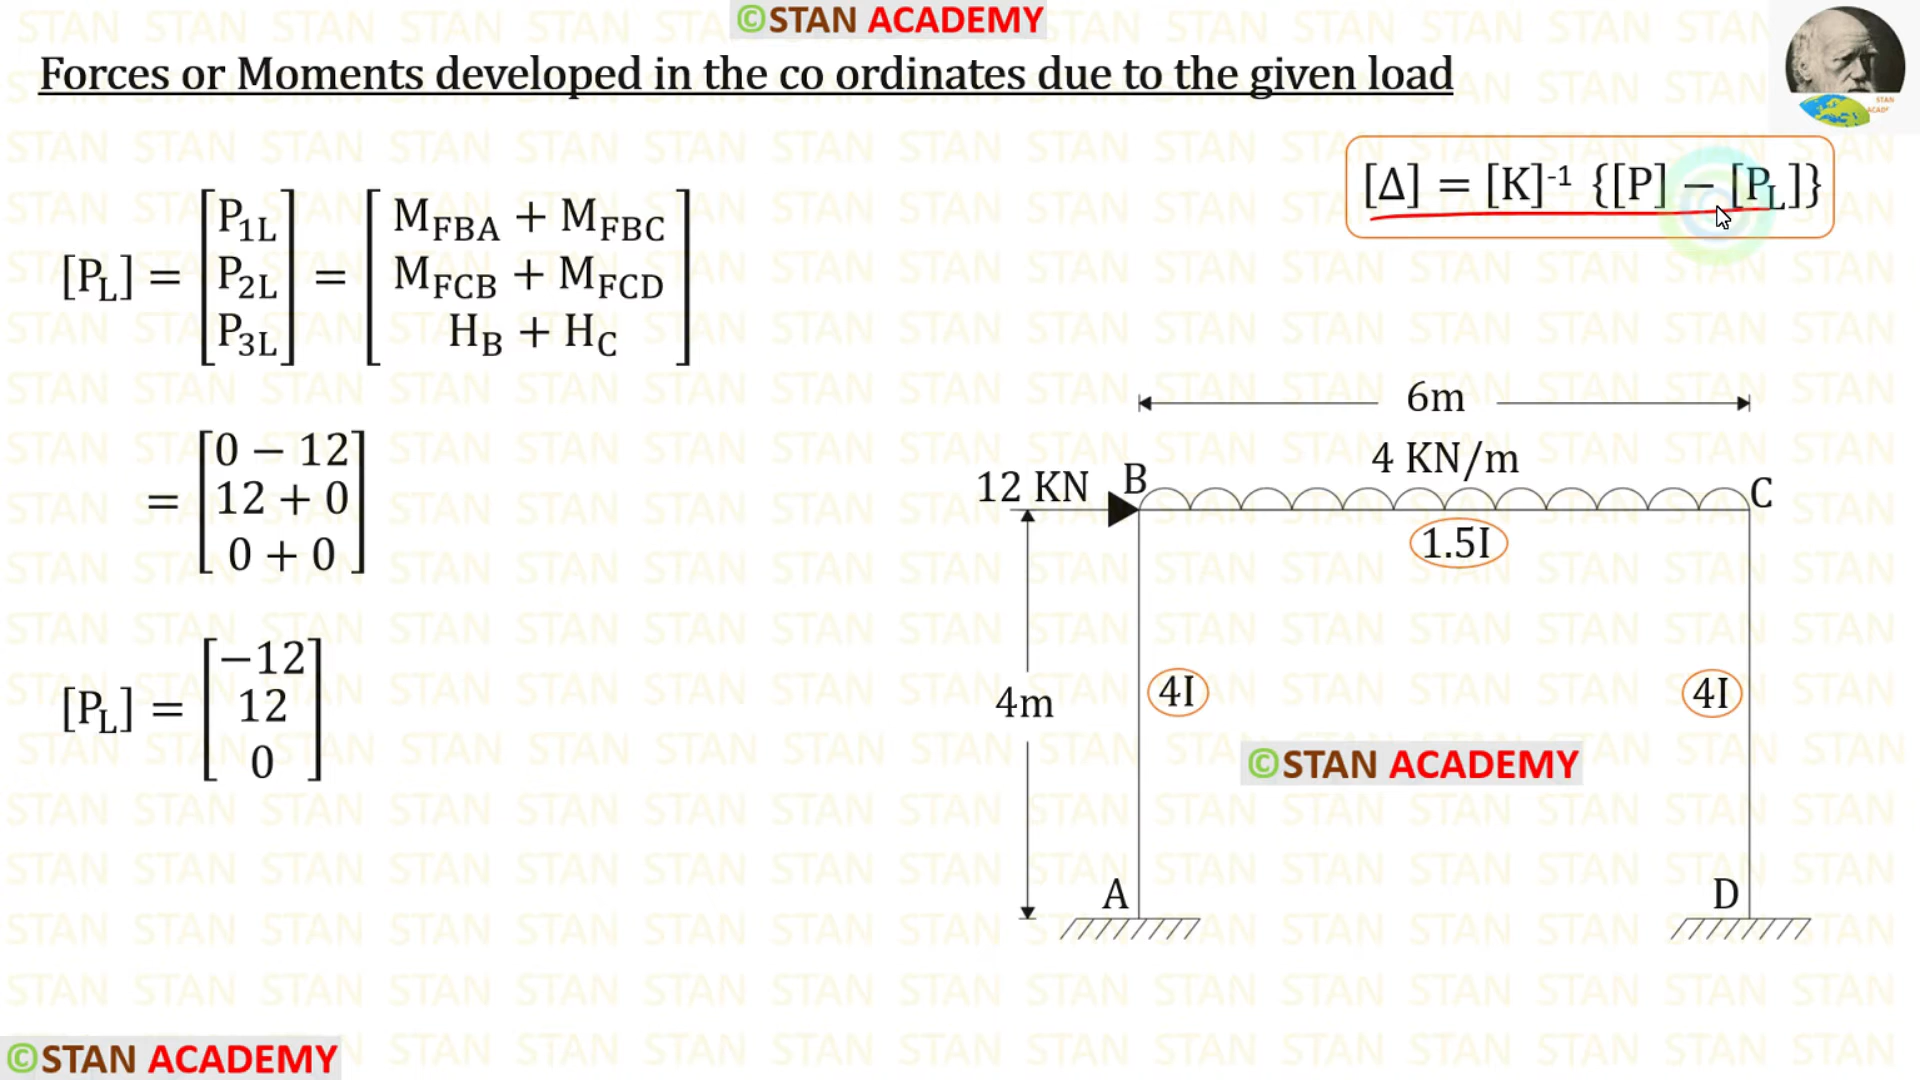 ©STAN ACADEMY
Forces or Moments developed in the co ordinates due to the given load
STAN ACADEMY
[Δ] = [K]⁻¹ {[P] − [P_L]}
[P_L] = [P_1L; P_2L; P_3L] = [M_FBA + M_FBC; M_FCB + M_FCD; H_B + H_C]
= [0 − 12; 12 + 0; 0 + 0]
[P_L] = [−12; 12; 0]
6m
4 KN/m
12 KN
B
C
1.5I
4m
4I
4I
©STAN ACADEMY
A
D
©STAN ACADEMY